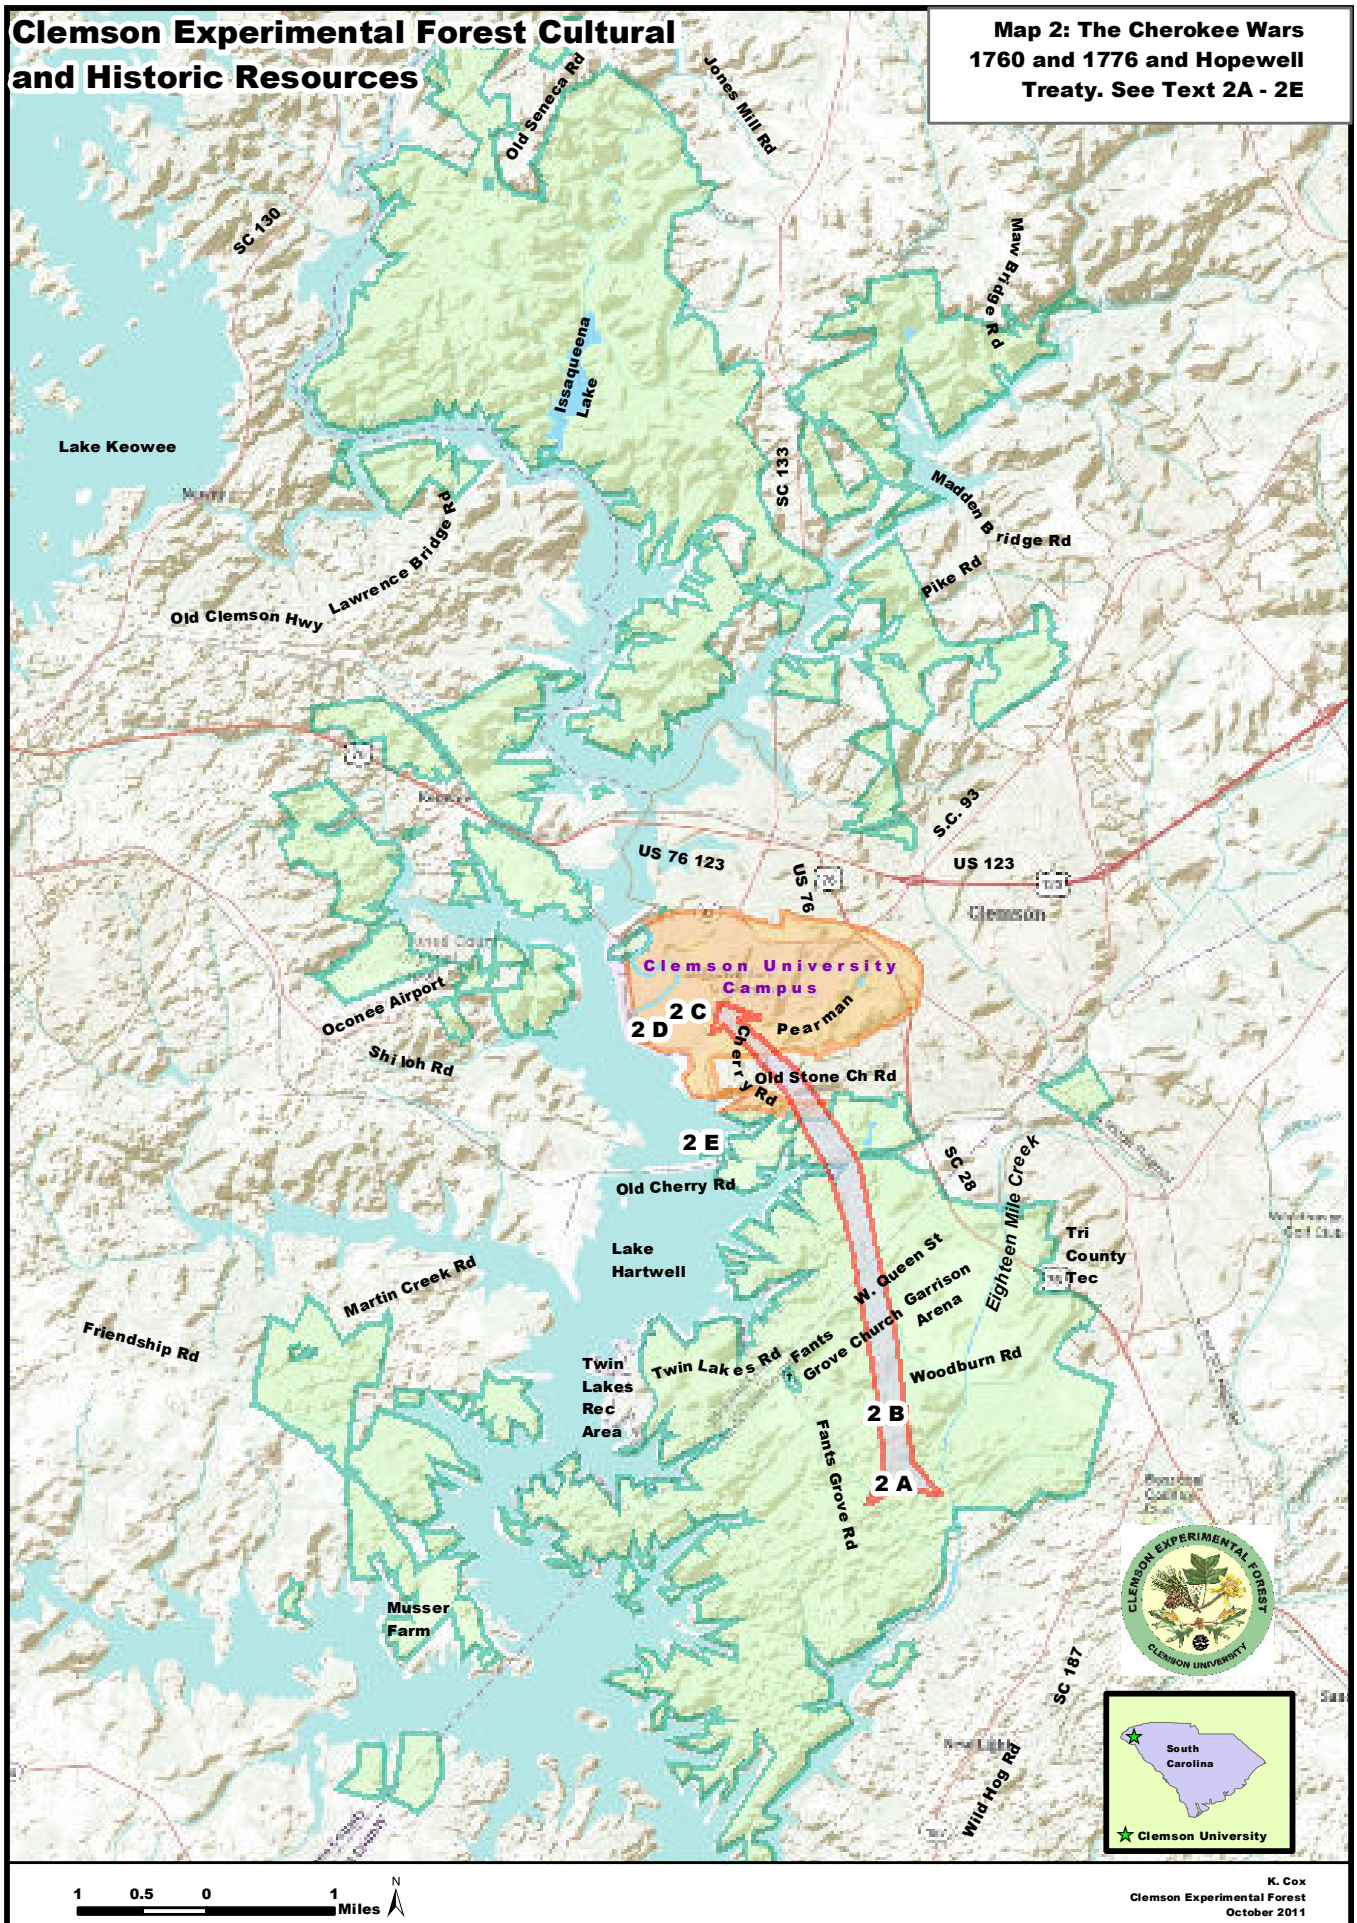 Clemson Experimental Forest Cultural
and Historic Resources
Map 2: The Cherokee Wars
1760 and 1776 and Hopewell
Treaty. See Text 2A - 2E
Old Seneca Rd
Jones Mill Rd
SC 130
Maw Bridge Rd
Issaqueena
Lake
Lake Keowee
SC 133
Madden Bridge Rd
Lawrence Bridge Rd
Pike Rd
Old Clemson Hwy
S.C. 93
US 76 123
US 123
US 76
Clemson
Clemson University
Campus
Oconee Airport
2 C
2 D
Pearman
Cherry Rd
Shiloh Rd
Old Stone Ch Rd
2 E
SC 28
Old Cherry Rd
Eighteen Mile Creek
Lake
Hartwell
Tri
County
Tec
W. Queen St
Martin Creek Rd
Garrison
Arena
Friendship Rd
Fants
Grove Church
Twin Lakes Rd
Twin
Lakes
Rec
Area
Woodburn Rd
2 B
Fants Grove Rd
2 A
CLEMSON EXPERIMENTAL FOREST
CLEMSON UNIVERSITY
Musser
Farm
SC 187
Wild Hog Rd
South
Carolina
Clemson University
1 0.5 0 1
Miles
N
K. Cox
Clemson Experimental Forest
October 2011